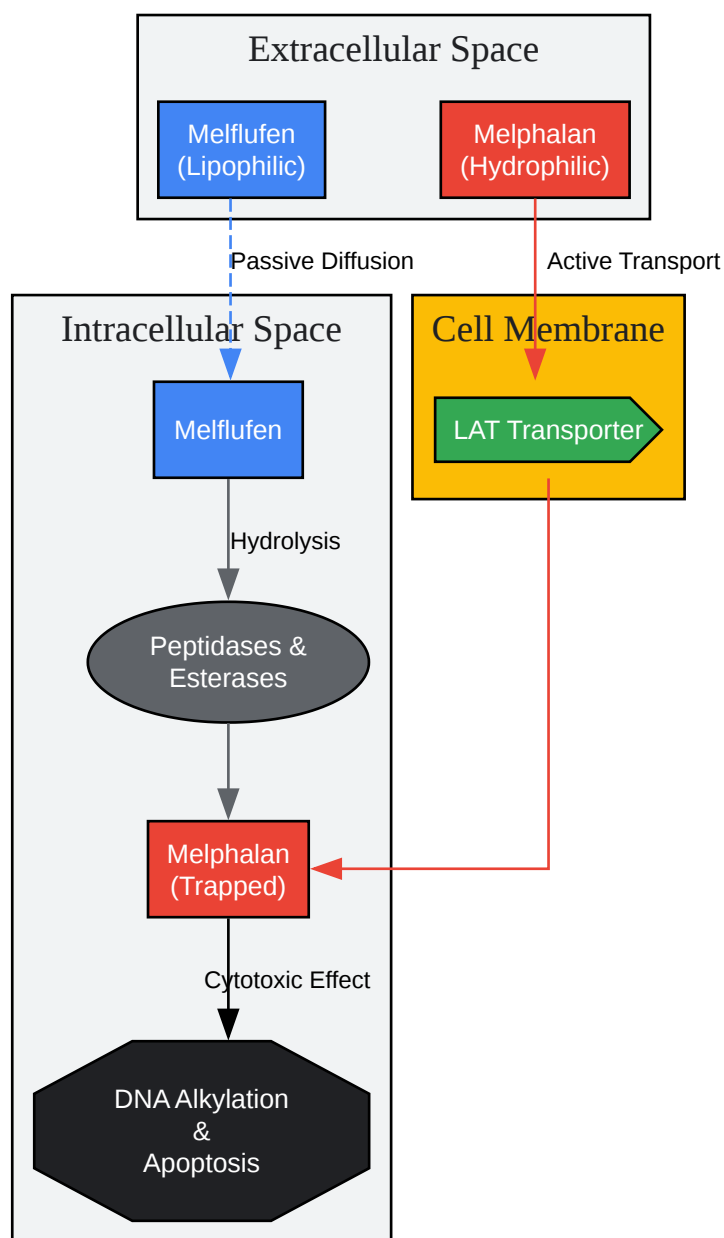 Extracellular Space
Melflufen
(Lipophilic)
Melphalan
(Hydrophilic)
Passive Diffusion
Active Transport
Intracellular Space
Cell Membrane
Melflufen
LAT Transporter
Hydrolysis
Peptidases &
Esterases
Melphalan
(Trapped)
Cytotoxic Effect
DNA Alkylation
&
Apoptosis